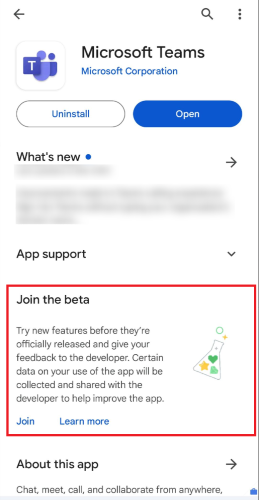 Microsoft Teams
Microsoft Corporation
Uninstall
Open
What's new
App support
Join the beta
Try new features before they're
officially released and give your
feedback to the developer. Certain
data on your use of the app will be
collected and shared with the
developer to help improve the app.
Join
Learn more
About this app
Chat, meet, call, and collaborate from anywhere,